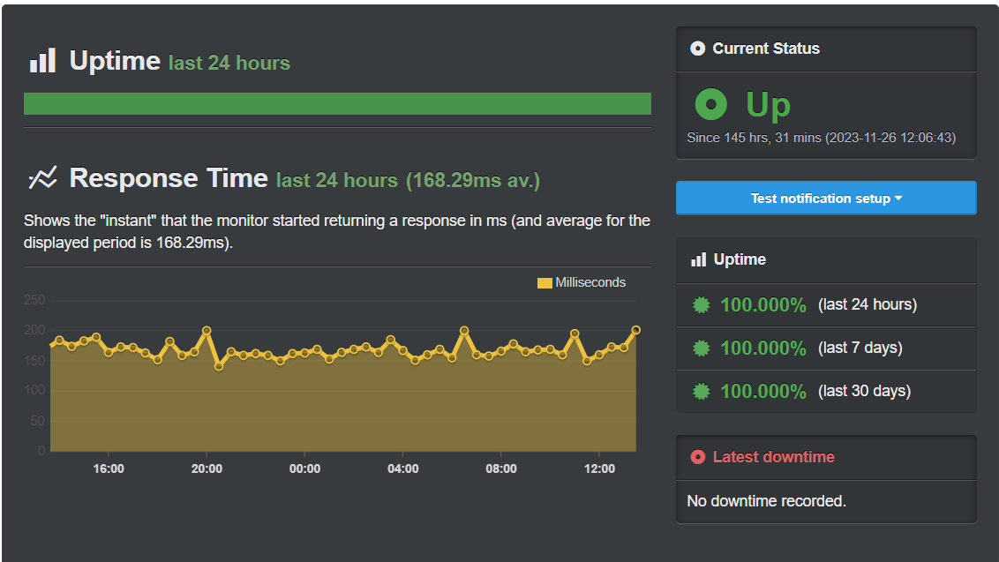 Uptime last 24 hours
Response Time last 24 hours (168.29ms av.)
Shows the "instant" that the monitor started returning a response in ms (and average for the
displayed period is 168.29ms).
Milliseconds
250
200
150
100
50
0
16:00 20:00 00:00 04:00 08:00 12:00
Current Status
Up
Since 145 hrs, 31 mins (2023-11-26 12:06:43)
Test notification setup
Uptime
100.000% (last 24 hours)
100.000% (last 7 days)
100.000% (last 30 days)
Latest downtime
No downtime recorded.